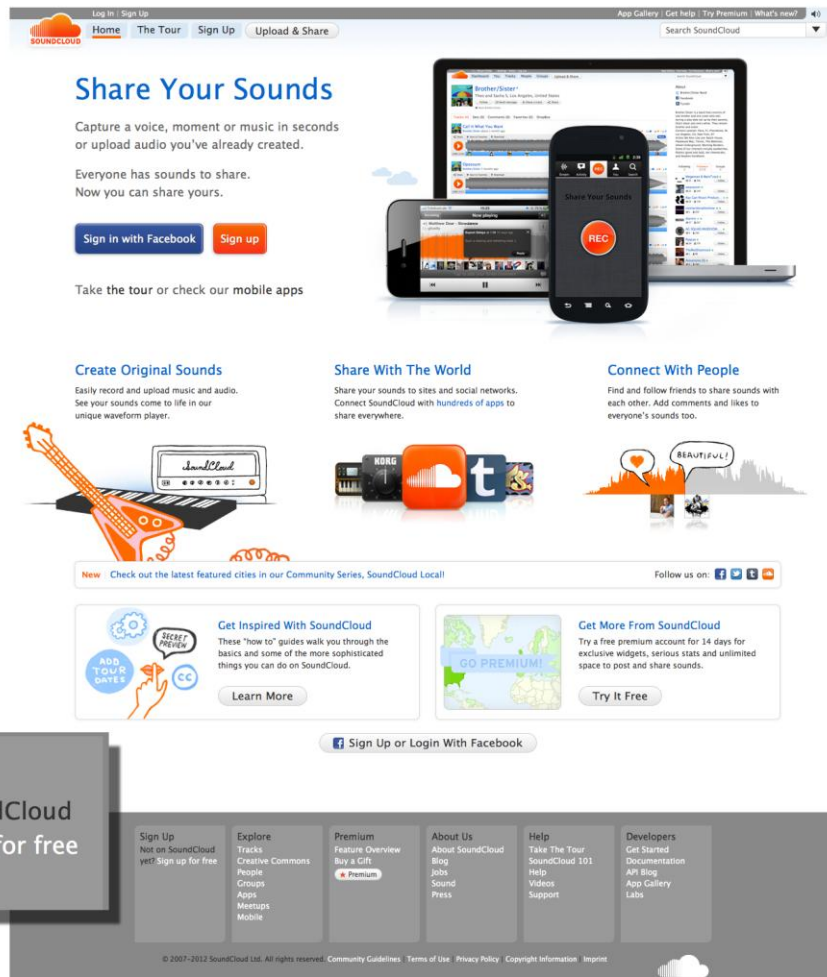 Log In | Sign Up
App Gallery | Get help | Try Premium | What's new?
SOUNDCLOUD
Home
The Tour
Sign Up
Upload & Share
Search SoundCloud
Share Your Sounds
Capture a voice, moment or music in seconds
or upload audio you've already created.
Everyone has sounds to share.
Now you can share yours.
Sign in with Facebook
Sign up
Take the tour or check our mobile apps
Brother/Sister
Share Your Sounds
REC
Now playing
Create Original Sounds
Easily record and upload music and audio.
See your sounds come to life in our
unique waveform player.
SoundCloud
Share With The World
Share your sounds to sites and social networks.
Connect SoundCloud with hundreds of apps to
share everywhere.
KORG
t
Connect With People
Find and follow friends to share sounds with
each other. Add comments and likes to
everyone's sounds too.
BEAUTIFUL!
New
Check out the latest featured cities in our Community Series, SoundCloud Local!
Follow us on:
SECRET
PREVIEW
ADD
TOUR
DATES
CC
Get Inspired With SoundCloud
These "how to" guides walk you through the
basics and some of the more sophisticated
things you can do on SoundCloud.
Learn More
GO PREMIUM!
Get More From SoundCloud
Try a free premium account for 14 days for
exclusive widgets, serious stats and unlimited
space to post and share sounds.
Try It Free
Sign Up or Login With Facebook
dCloud
for free
Sign Up
Not on SoundCloud
yet? Sign up for free
Explore
Tracks
Creative Commons
People
Groups
Apps
Meetups
Mobile
Premium
Feature Overview
Buy a Gift
Premium
About Us
About SoundCloud
Blog
Jobs
Sound
Press
Help
Take The Tour
SoundCloud 101
Help
Videos
Support
Developers
Get Started
Documentation
API Blog
App Gallery
Labs
© 2007–2012 SoundCloud Ltd. All rights reserved. Community Guidelines | Terms of Use | Privacy Policy | Copyright Information | Imprint